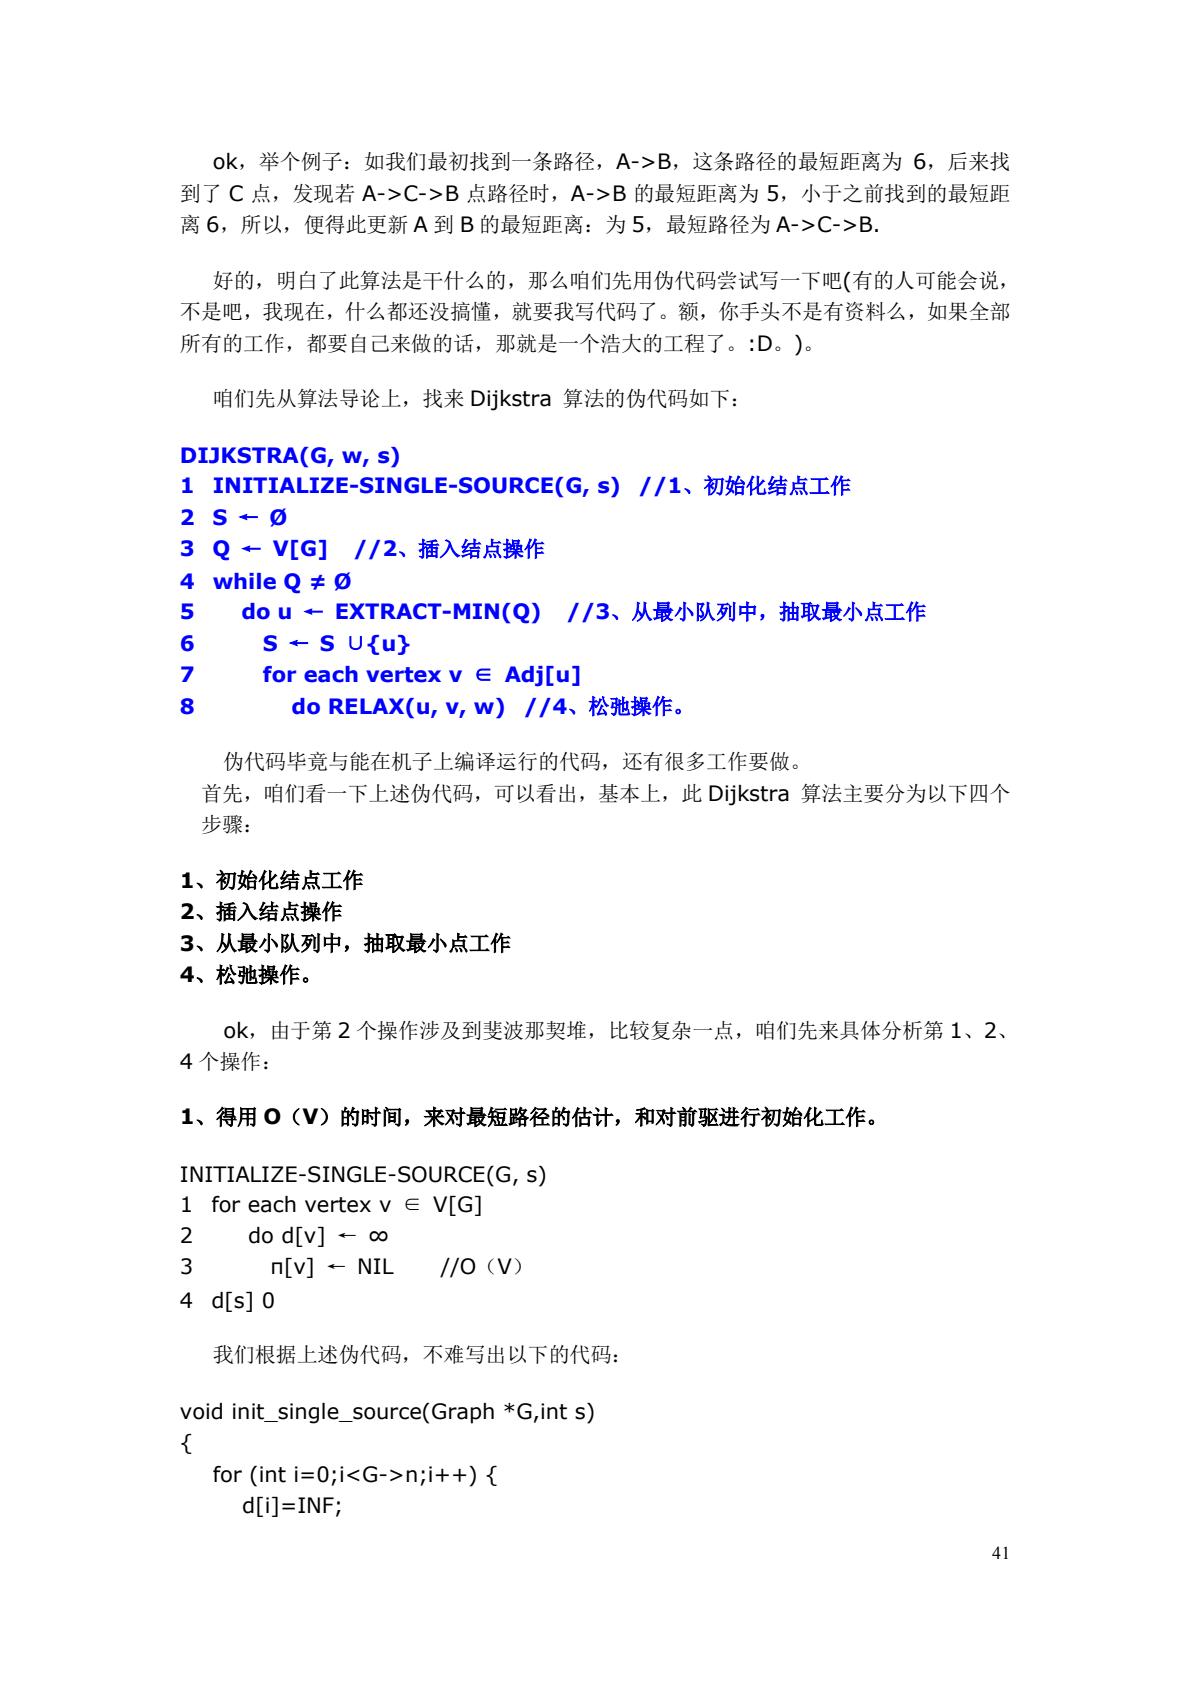 ok，举个例子：如我们最初找到一条路径，A->B，这条路径的最短距离为 6，后来找
到了 C 点，发现若 A->C->B 点路径时，A->B 的最短距离为 5，小于之前找到的最短距
离 6，所以，便得此更新 A 到 B 的最短距离：为 5，最短路径为 A->C->B.
好的，明白了此算法是干什么的，那么咱们先用伪代码尝试写一下吧(有的人可能会说，
不是吧，我现在，什么都还没搞懂，就要我写代码了。额，你手头不是有资料么，如果全部
所有的工作，都要自己来做的话，那就是一个浩大的工程了。:D。)。
咱们先从算法导论上，找来 Dijkstra 算法的伪代码如下：
DIJKSTRA(G, w, s)
1 INITIALIZE-SINGLE-SOURCE(G, s) //1、初始化结点工作
2 S ← Ø
3 Q ← V[G] //2、插入结点操作
4 while Q ≠ Ø
5 do u ← EXTRACT-MIN(Q) //3、从最小队列中，抽取最小点工作
6 S ← S ∪{u}
7 for each vertex v ∈ Adj[u]
8 do RELAX(u, v, w) //4、松弛操作。
伪代码毕竟与能在机子上编译运行的代码，还有很多工作要做。
首先，咱们看一下上述伪代码，可以看出，基本上，此 Dijkstra 算法主要分为以下四个
步骤：
1、初始化结点工作
2、插入结点操作
3、从最小队列中，抽取最小点工作
4、松弛操作。
ok，由于第 2 个操作涉及到斐波那契堆，比较复杂一点，咱们先来具体分析第 1、2、
4 个操作：
1、得用 O（V）的时间，来对最短路径的估计，和对前驱进行初始化工作。
INITIALIZE-SINGLE-SOURCE(G, s)
1 for each vertex v ∈ V[G]
2 do d[v] ← ∞
3 π[v] ← NIL //O（V）
4 d[s] 0
我们根据上述伪代码，不难写出以下的代码：
void init_single_source(Graph *G,int s)
{
for (int i=0;i<G->n;i++) {
d[i]=INF;
41